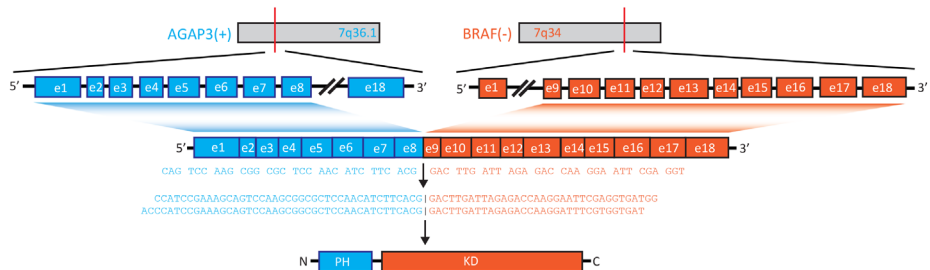 AGAP3(+) 7q36.1 BRAF(-) 7q34
5′ e1 e2 e3 e4 e5 e6 e7 e8 e18 3′ 5′ e1 e9 e10 e11 e12 e13 e14 e15 e16 e17 e18 3′
5′ e1 e2 e3 e4 e5 e6 e7 e8 e9 e10 e11 e12 e13 e14 e15 e16 e17 e18 3′
CAG TCC AAG CGG CGC TCC AAC ATC TTC ACG GAC TTG ATT AGA GAC CAA GGA ATT CGA GGT
CCATCCGAAAGCAGTCCAAGCGGCGCTCCAACATCTTCACG|GACTTGATTAGAGACCAAGGAATTCGAGGTGATGG
ACCCATCCGAAAGCAGTCCAAGCGGCGCTCCAACATCTTCACG|GACTTGATTAGAGACCAAGGATTTCGTGGTGAT
N PH KD C